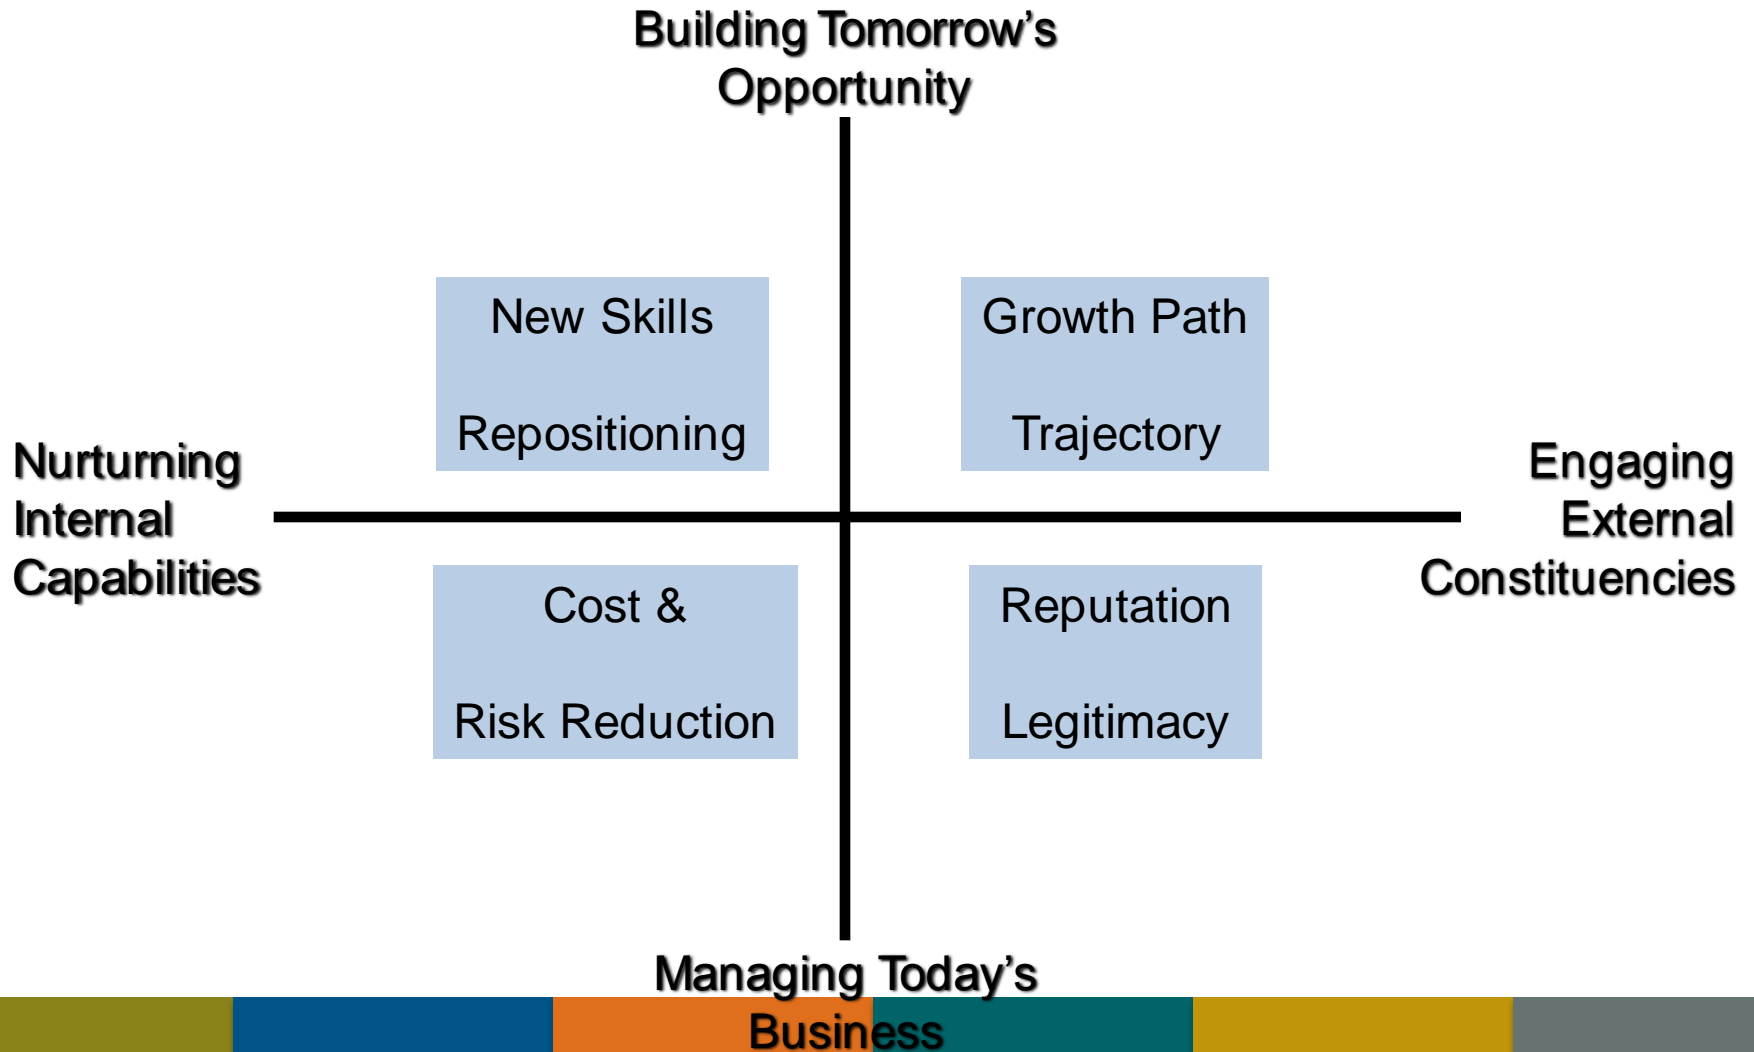 Building Tomorrow’s
Opportunity
New Skills
Repositioning
Growth Path
Trajectory
Nurturning
Internal
Capabilities
Engaging
External
Constituencies
Cost &
Risk Reduction
Reputation
Legitimacy
Managing Today’s
Business